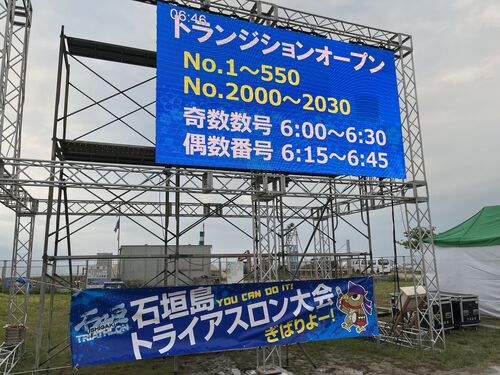 06:46
トランジションオープン
No.1～550
No.2000～2030
奇数数号 6:00～6:30
偶数番号 6:15～6:45
石垣島 YOU CAN DO IT!
トライアスロン大会
ぎばりよー!
ISHIGAKI
TRIATHLON